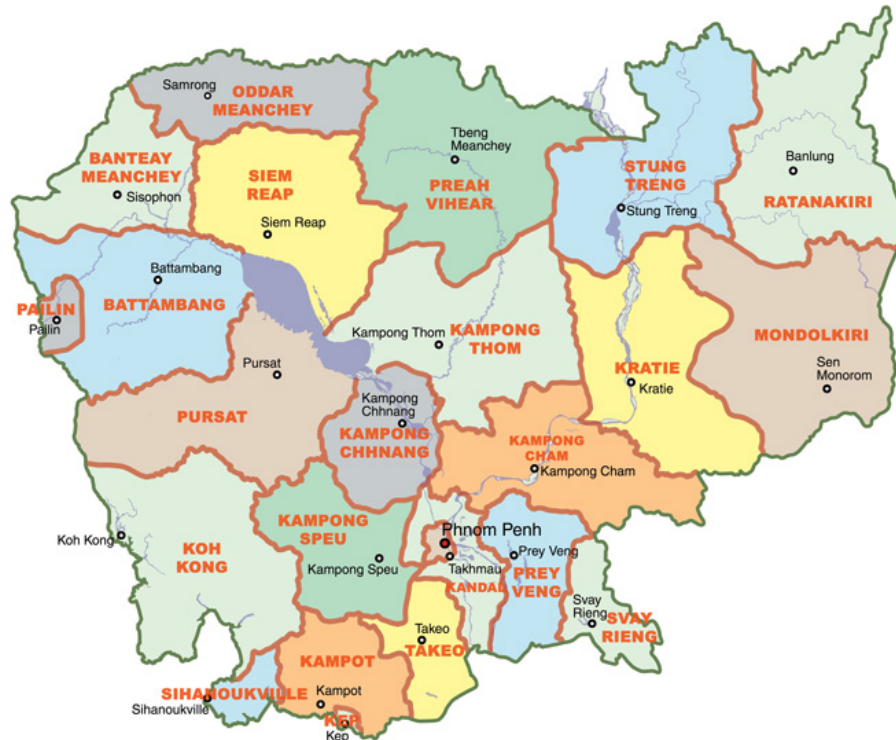 Samrong
ODDAR
MEANCHEY
Tbeng
Meanchey
BANTEAY
MEANCHEY
Sisophon
SIEM
REAP
Siem Reap
PREAH
VIHEAR
STUNG
TRENG
Stung Treng
Banlung
RATANAKIRI
Battambang
BATTAMBANG
PAILIN
Pailin
Kampong Thom
KAMPONG
THOM
MONDOLKIRI
Sen
Monorom
KRATIE
Kratie
Pursat
PURSAT
Kampong
Chhnang
KAMPONG
CHHNANG
KAMPONG
CHAM
Kampong Cham
KAMPONG
SPEU
Kampong Speu
Koh Kong
KOH
KONG
Phnom Penh
Takhmau
KANDAL
Prey Veng
PREY
VENG
Svay
Rieng
SVAY
RIENG
Takeo
TAKEO
KAMPOT
Kampot
SIHANOUKVILLE
Sihanoukville
KEP
Kep